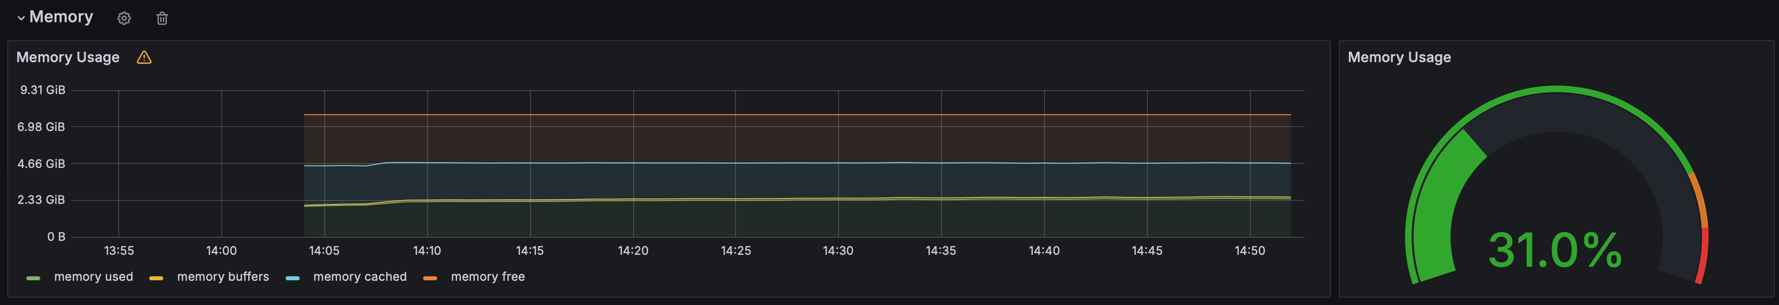 Memory
Memory Usage
9.31 GiB
6.98 GiB
4.66 GiB
2.33 GiB
0 B
13:55 14:00 14:05 14:10 14:15 14:20 14:25 14:30 14:35 14:40 14:45 14:50
memory used memory buffers memory cached memory free
Memory Usage
31.0%